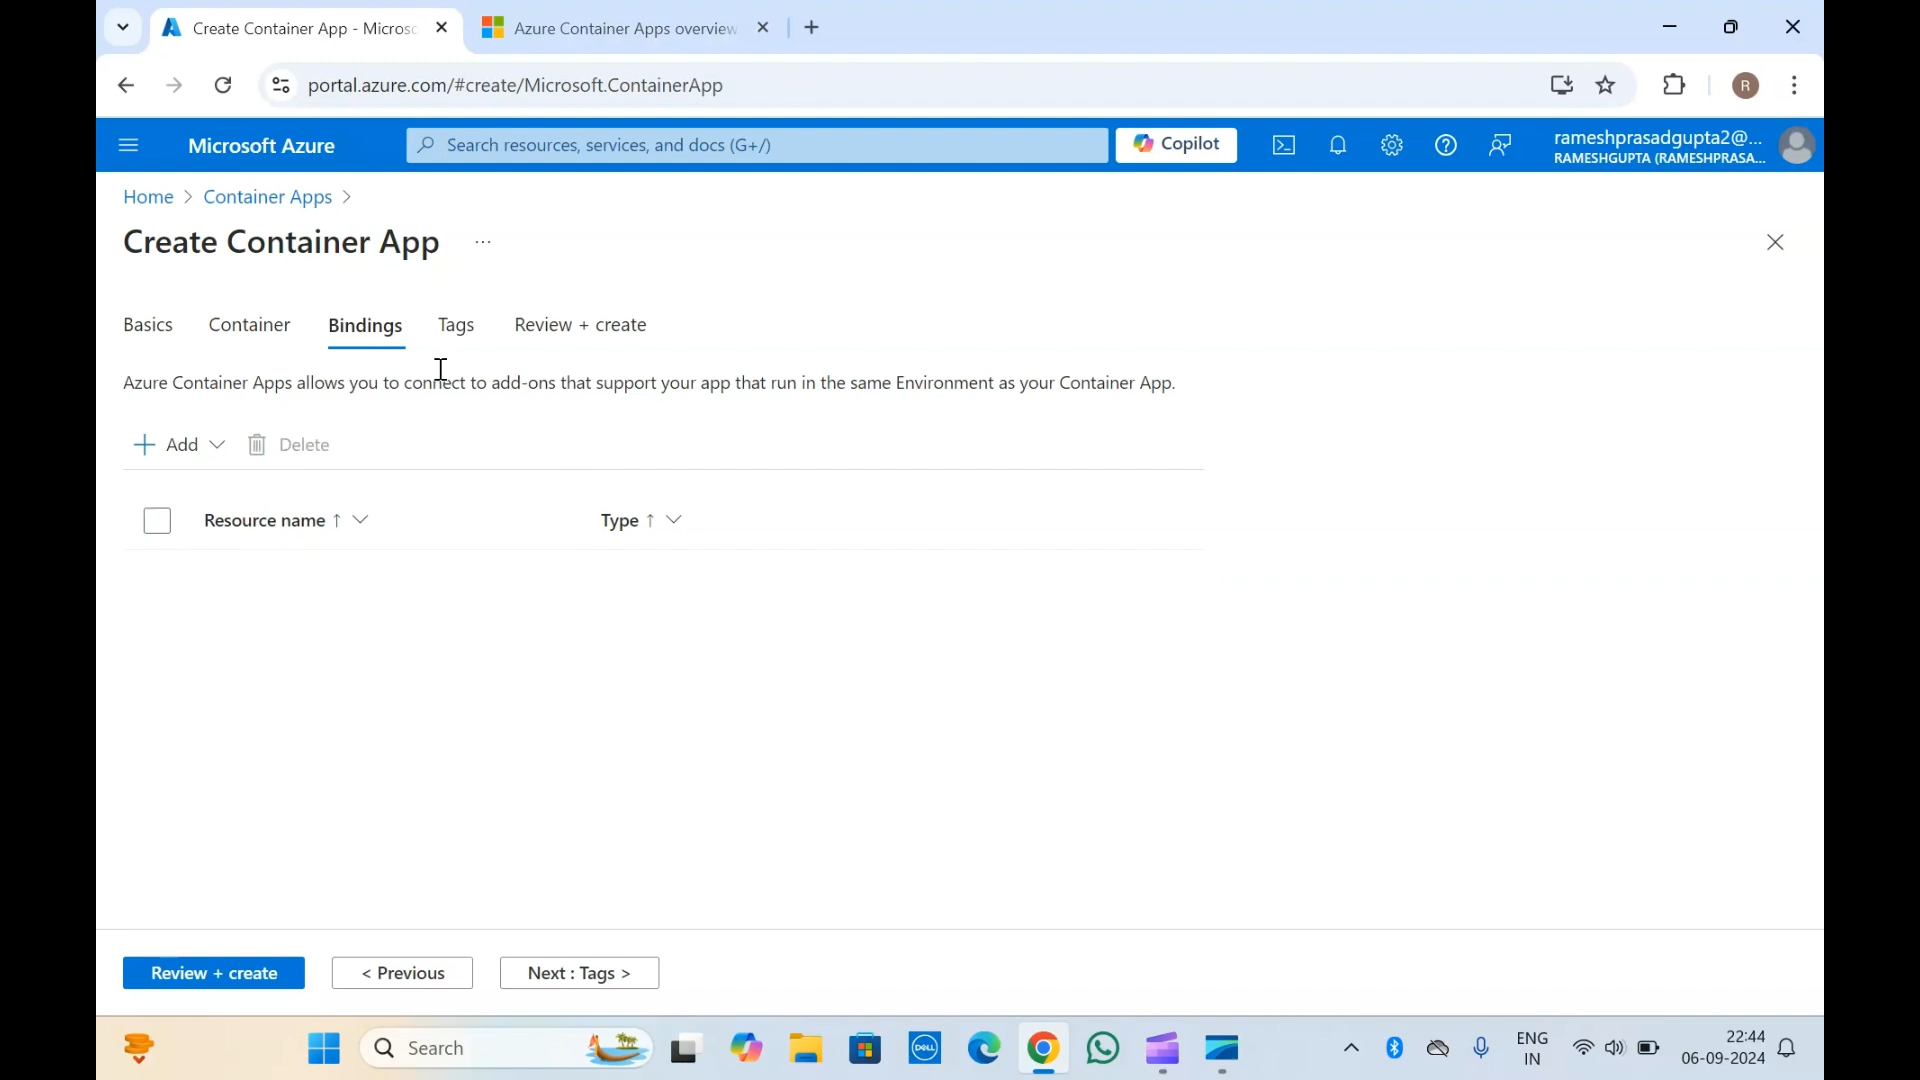 Create Container App - Microsc
Azure Container Apps overview
portal.azure.com/#create/Microsoft.ContainerApp
R
Microsoft Azure
Search resources, services, and docs (G+/)
Copilot
rameshprasadgupta2@...
RAMESHGUPTA (RAMESHPRASA...
Home > Container Apps >
Create Container App ...
Basics Container Bindings Tags Review + create
Azure Container Apps allows you to connect to add-ons that support your app that run in the same Environment as your Container App.
Add Delete
Resource name ↑ Type ↑
Review + create < Previous Next : Tags >
Search
DELL
ENG
IN
22:44
06-09-2024